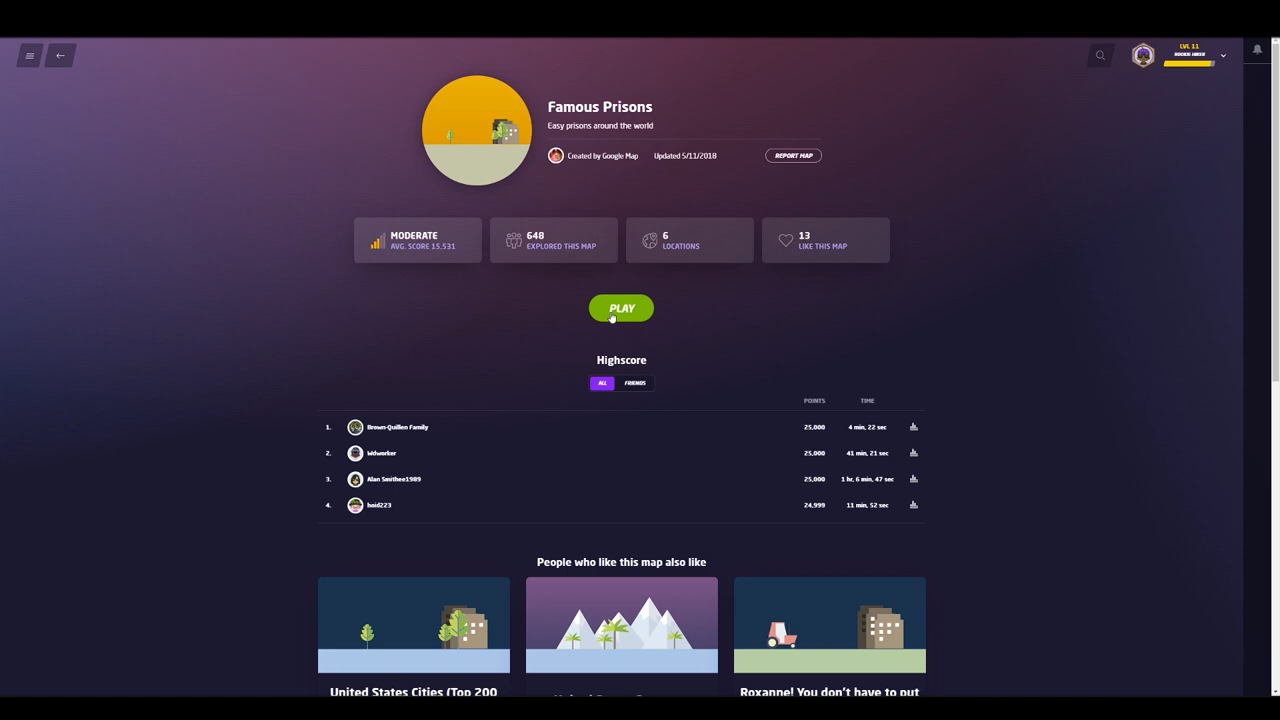 LVL 11
ROOKIE HIKER
Famous Prisons
Easy prisons around the world
Created by Google Map Updated 5/11/2018 REPORT MAP
MODERATE
AVG. SCORE 15.531
648
EXPLORED THIS MAP
6
LOCATIONS
13
LIKE THIS MAP
PLAY
Highscore
ALL FRIENDS
POINTS TIME
1. Brown-Quillen Family 25,000 4 min, 22 sec
2. Wdworker 25,000 41 min, 21 sec
3. Alan Smithee1989 25,000 1 hr, 6 min, 47 sec
4. hoid223 24,999 11 min, 52 sec
People who like this map also like
United States Cities (Top 200
Roxanne! You don't have to put